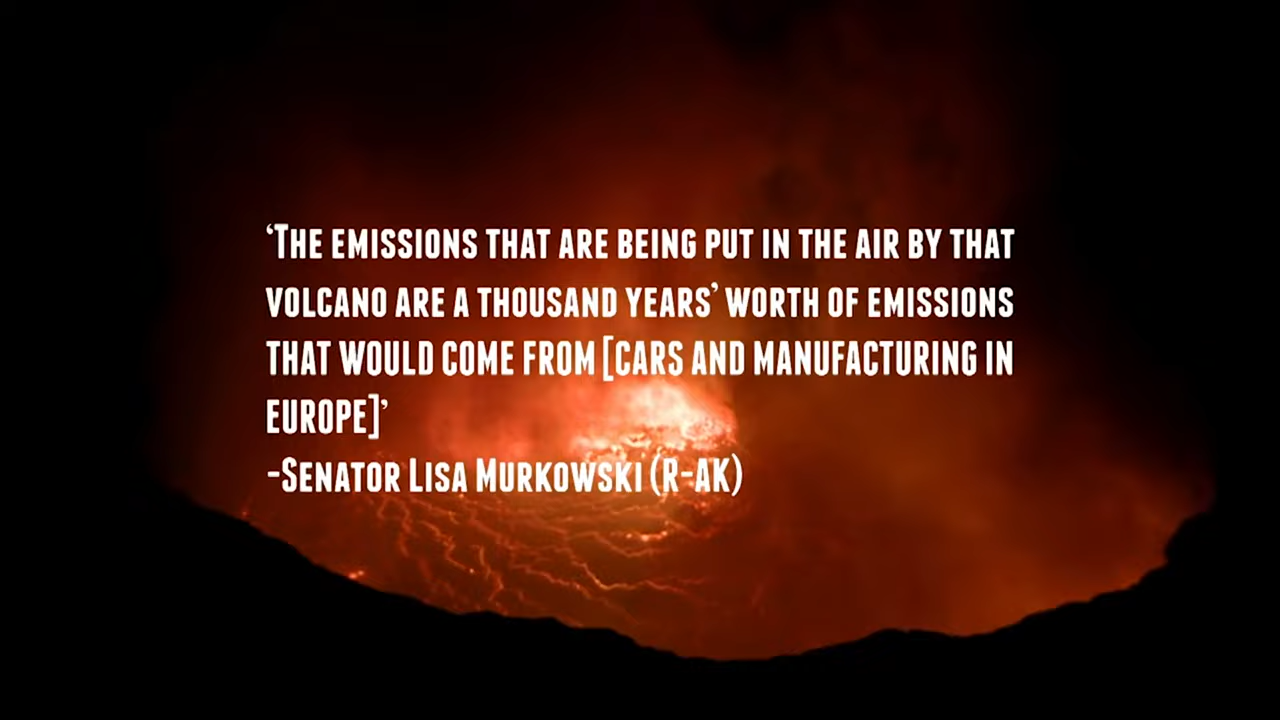 ‘The emissions that are being put in the air by that
volcano are a thousand years’ worth of emissions
that would come from [cars and manufacturing in
Europe]’
-Senator Lisa Murkowski (R-AK)